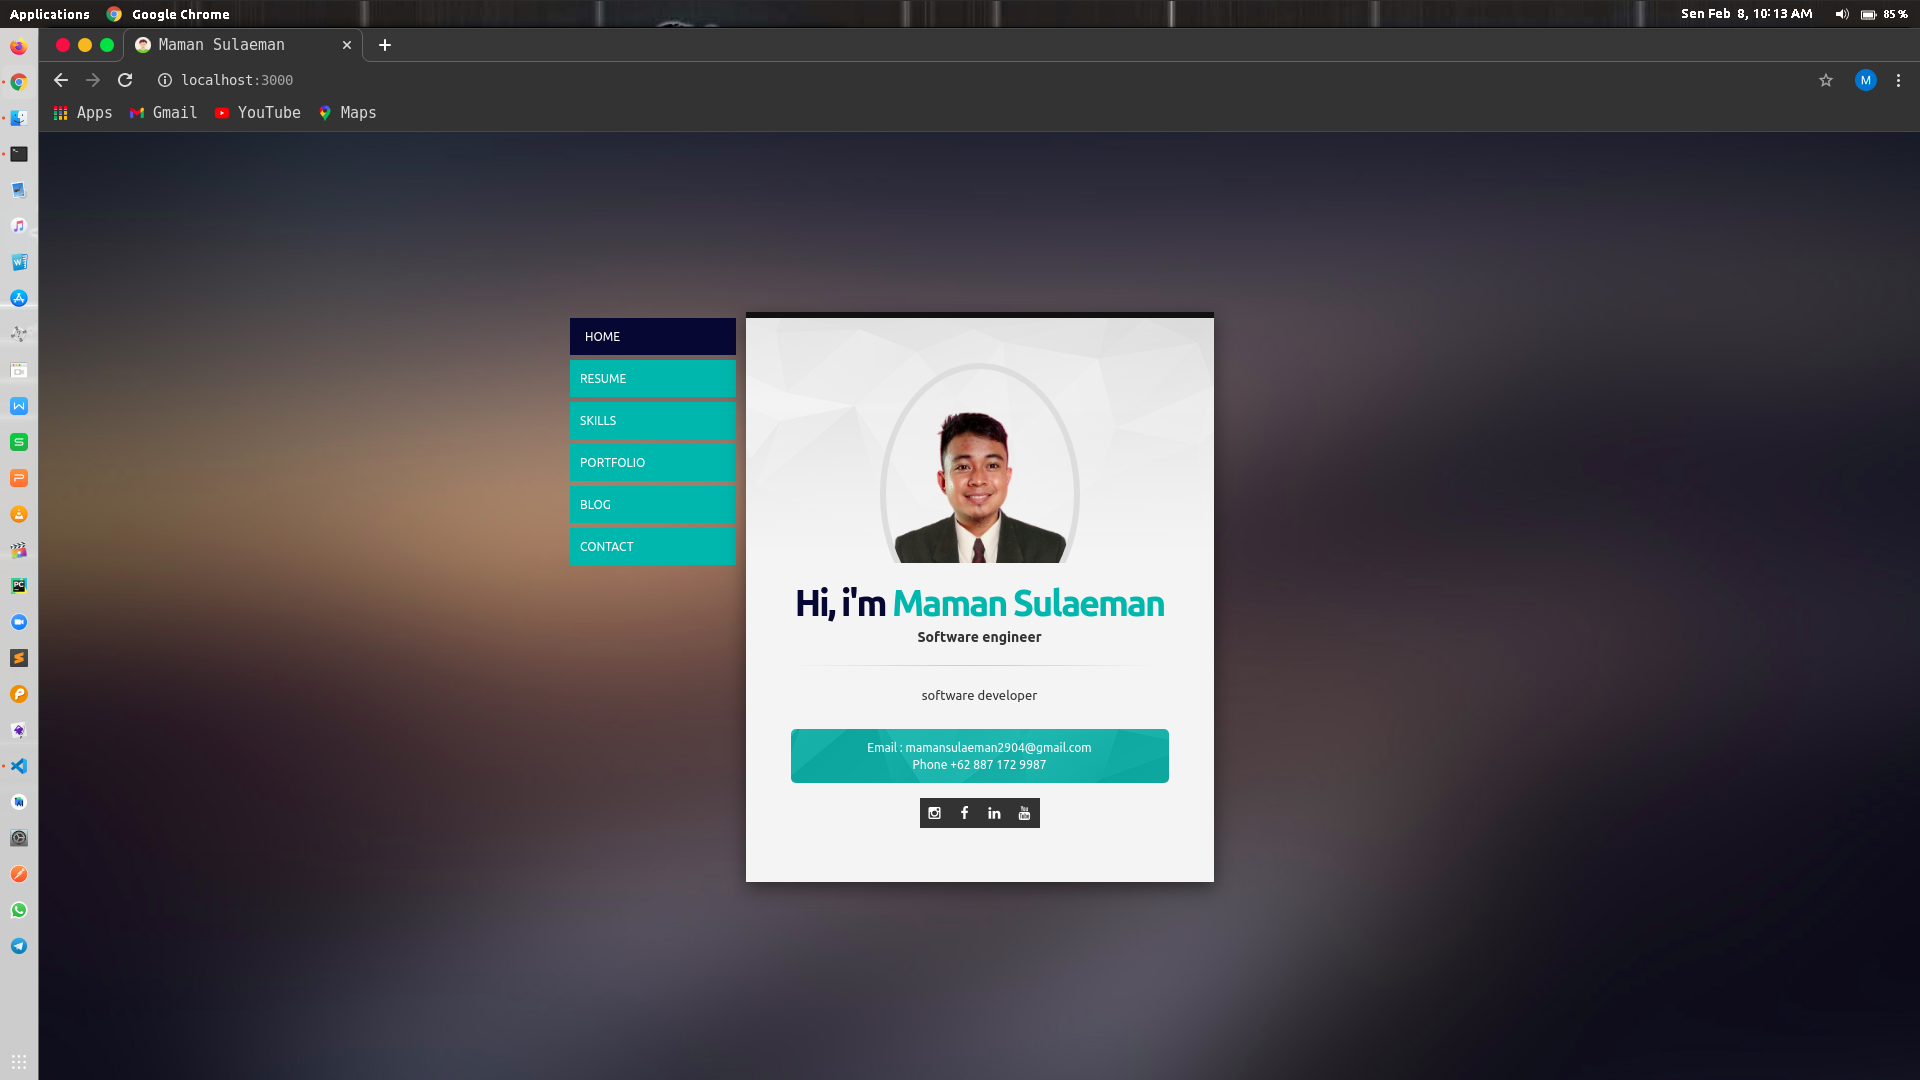 Applications Google Chrome Sen Feb 8, 10:13 AM 85 %
Maman Sulaeman
localhost:3000 M
Apps Gmail YouTube Maps
HOME
RESUME
SKILLS
PORTFOLIO
BLOG
CONTACT
Hi, i'm Maman Sulaeman
Software engineer
software developer
Email : mamansulaeman2904@gmail.com
Phone +62 887 172 9987
You
Tube